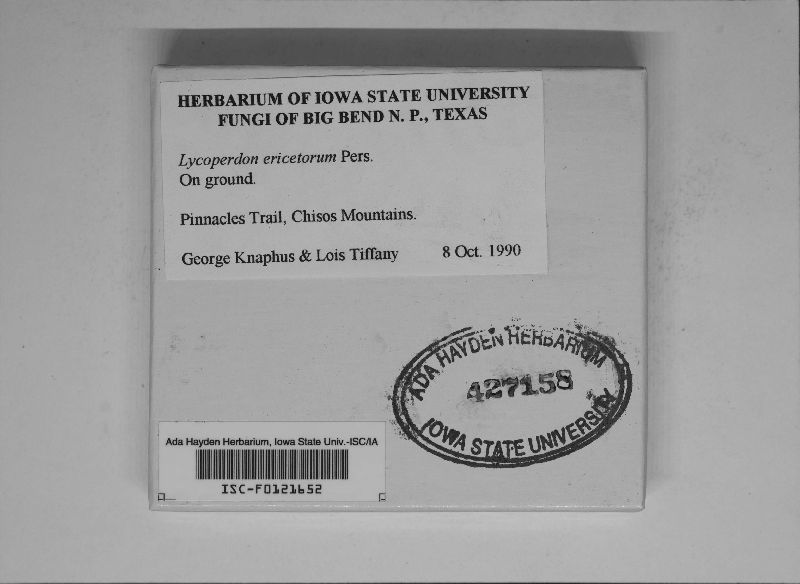 HERBARIUM OF IOWA STATE UNIVERSITY
FUNGI OF BIG BEND N. P., TEXAS
Lycoperdon ericetorum Pers.
On ground.
Pinnacles Trail, Chisos Mountains.
George Knaphus & Lois Tiffany 8 Oct. 1990
ADA HAYDEN HERBARIUM
427158
IOWA STATE UNIVERSITY
Ada Hayden Herbarium, Iowa State Univ.-ISC/IA
ISC-F0121652